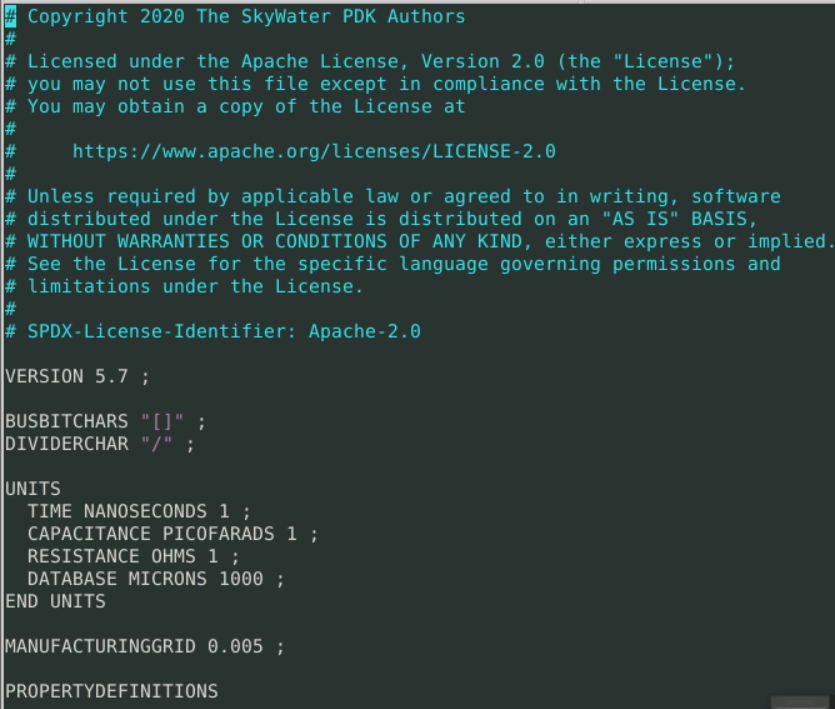 # Copyright 2020 The SkyWater PDK Authors
#
# Licensed under the Apache License, Version 2.0 (the "License");
# you may not use this file except in compliance with the License.
# You may obtain a copy of the License at
#
#     https://www.apache.org/licenses/LICENSE-2.0
#
# Unless required by applicable law or agreed to in writing, software
# distributed under the License is distributed on an "AS IS" BASIS,
# WITHOUT WARRANTIES OR CONDITIONS OF ANY KIND, either express or implied.
# See the License for the specific language governing permissions and
# limitations under the License.
#
# SPDX-License-Identifier: Apache-2.0

VERSION 5.7 ;

BUSBITCHARS "[]" ;
DIVIDERCHAR "/" ;

UNITS
  TIME NANOSECONDS 1 ;
  CAPACITANCE PICOFARADS 1 ;
  RESISTANCE OHMS 1 ;
  DATABASE MICRONS 1000 ;
END UNITS

MANUFACTURINGGRID 0.005 ;

PROPERTYDEFINITIONS